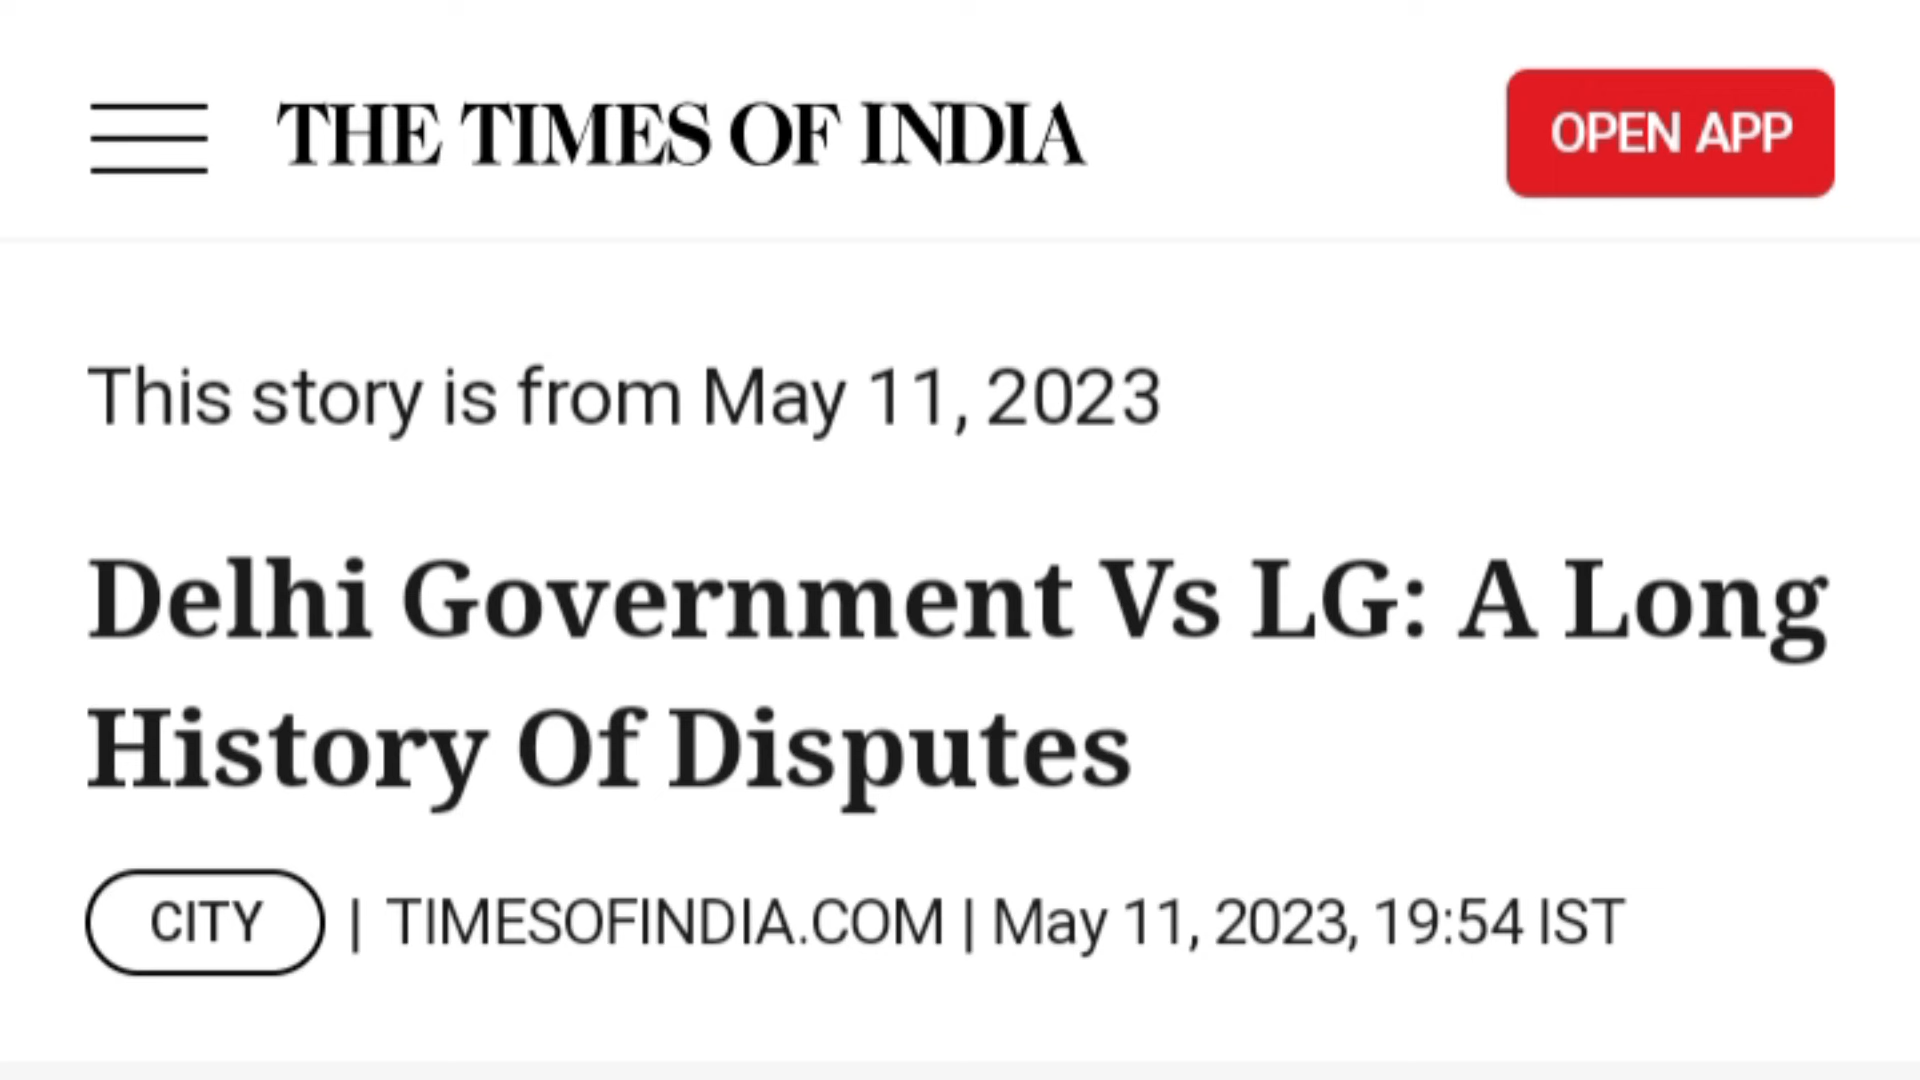 THE TIMES OF INDIA
OPEN APP
This story is from May 11, 2023
Delhi Government Vs LG: A Long
History Of Disputes
CITY | TIMESOFINDIA.COM | May 11, 2023, 19:54 IST